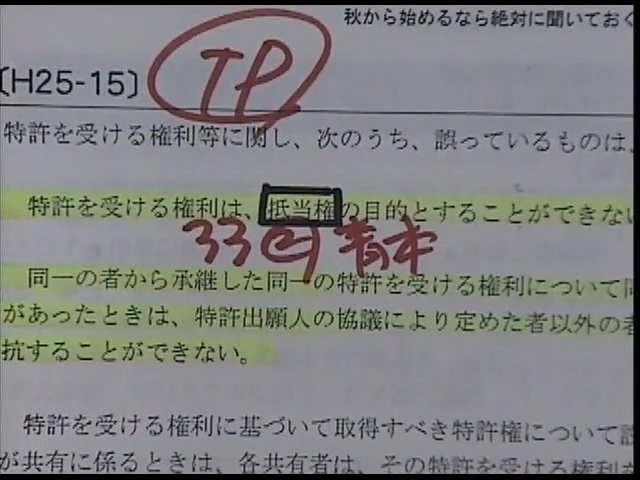 秋から始めるなら絶対に聞いておく
〔H25-15〕 TP
特許を受ける権利等に関し、次のうち、誤っているものは、
特許を受ける権利は、抵当権の目的とすることができない
33② 青本
同一の者から承継した同一の特許を受ける権利について同
があったときは、特許出願人の協議により定めた者以外の者
抗することができない。
特許を受ける権利に基づいて取得すべき特許権について
が共有に係るときは、各共有者は、その特許を受ける権利